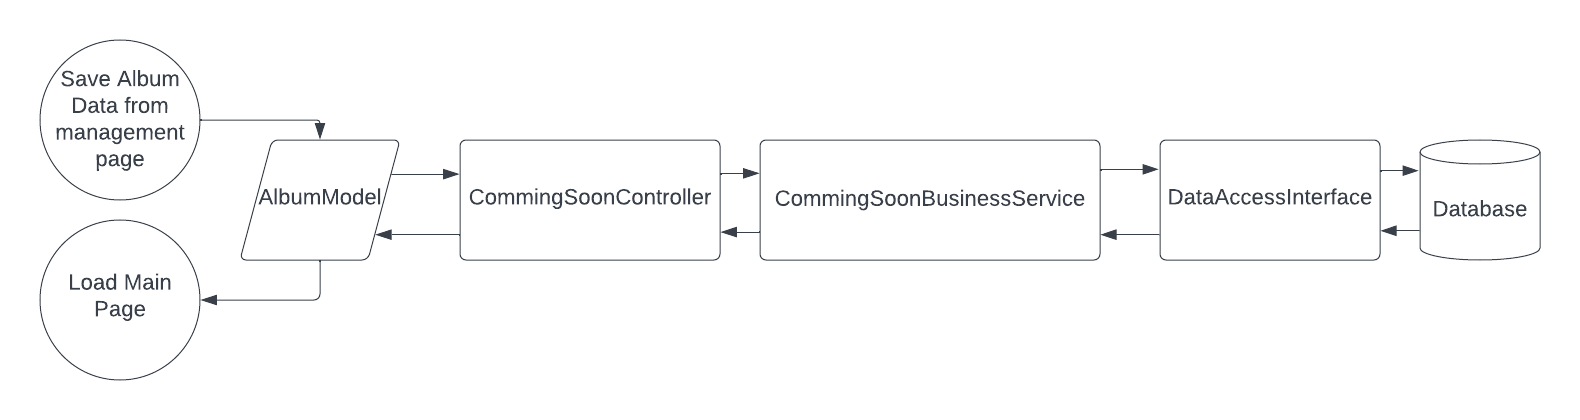 Save Album
Data from
management
page
AlbumModel
CommingSoonController
CommingSoonBusinessService
DataAccessInterface
Database
Load Main
Page